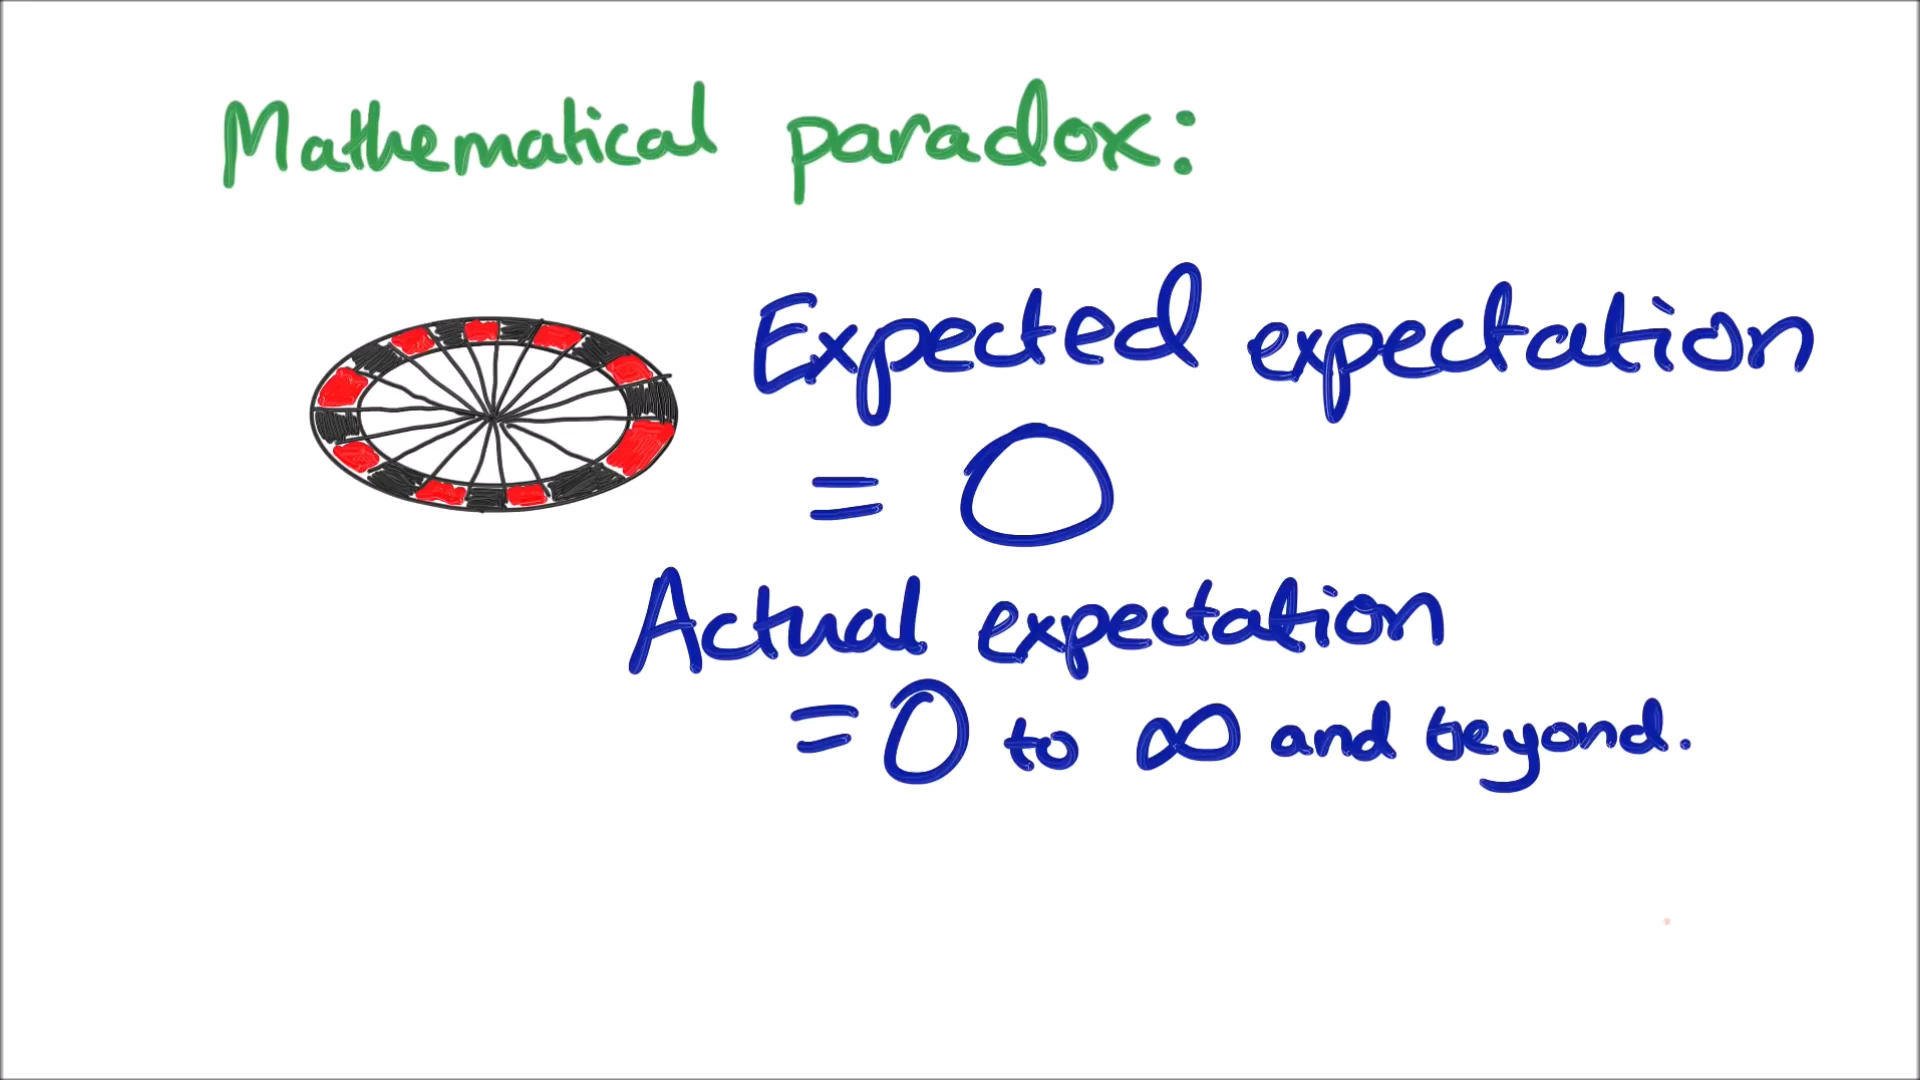 Mathematical paradox:
Expected expectation
= 0
Actual expectation
= 0 to ∞ and beyond.